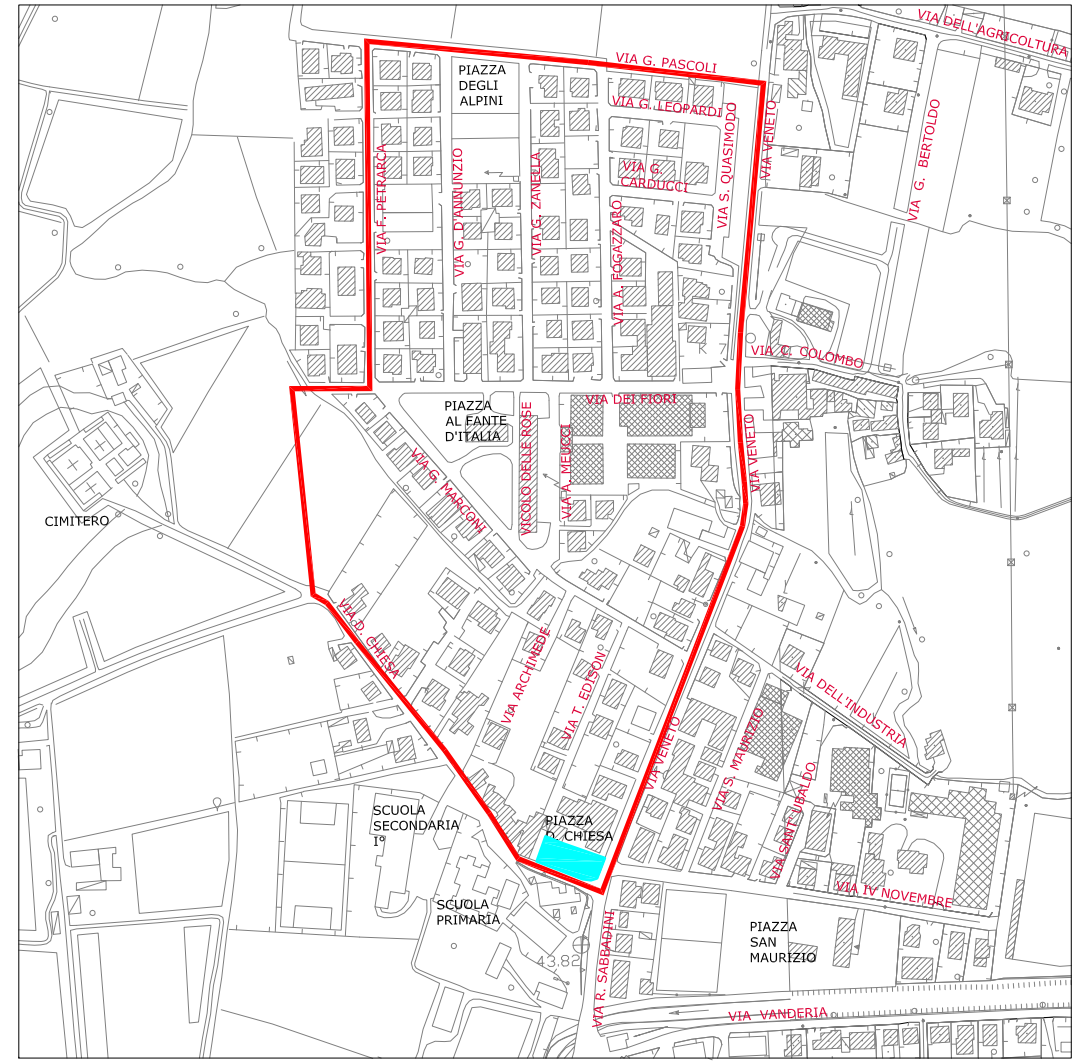 VIA DELL'AGRICOLTURA
VIA G. PASCOLI
PIAZZA
DEGLI
ALPINI
VIA G. LEOPARDI
VIA S. QUASIMODO
VIA VENETO
VIA G. BERTOLDO
VIA F. PETRARCA
VIA G. D'ANNUNZIO
VIA G. ZANELLA
VIA G.
CARDUCCI
VIA A. FOGAZZARO
VIA C. COLOMBO
PIAZZA
AL FANTE
D'ITALIA
VIA DEI FIORI
VICOLO DELLE ROSE
VIA A. MEUCCI
VIA VENETO
VIA G. MARCONI
CIMITERO
VIA D. CHIESA
VIA ARCHIMEDE
VIA T. EDISON
VIA VENETO
VIA S. MAURIZIO
VIA DELL'INDUSTRIA
VIA SANT' UBALDO
SCUOLA
SECONDARIA
I°
PIAZZA
D. CHIESA
SCUOLA
PRIMARIA
VIA IV NOVEMBRE
PIAZZA
SAN
MAURIZIO
43.82
VIA R. SABBADINI
VIA VANDERIA